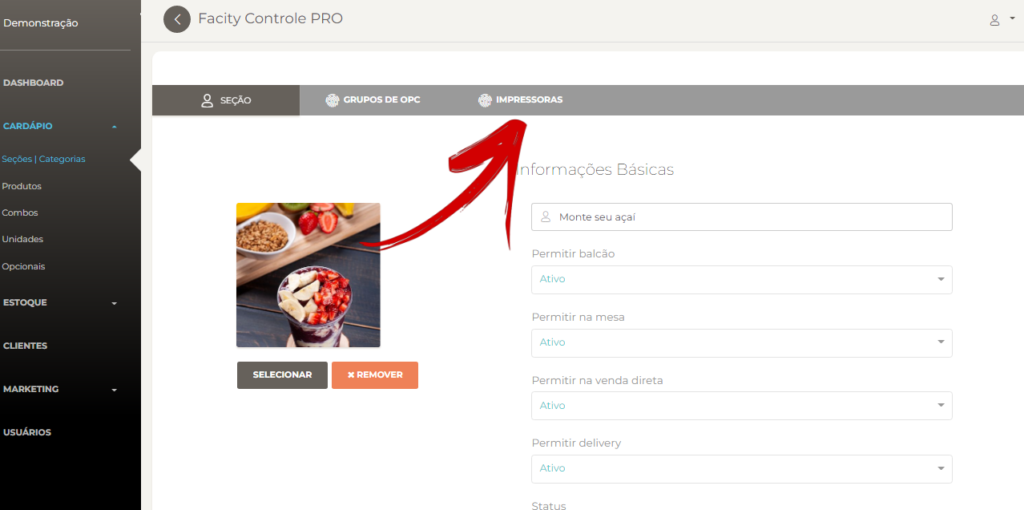 Demonstração
DASHBOARD
CARDÁPIO
Seções | Categorias
Produtos
Combos
Unidades
Opcionais
ESTOQUE
CLIENTES
MARKETING
USUÁRIOS
Facity Controle PRO
SEÇÃO
GRUPOS DE OPC
IMPRESSORAS
nformações Básicas
SELECIONAR
✖ REMOVER
Monte seu açaí
Permitir balcão
Ativo
Permitir na mesa
Ativo
Permitir na venda direta
Ativo
Permitir delivery
Ativo
Status